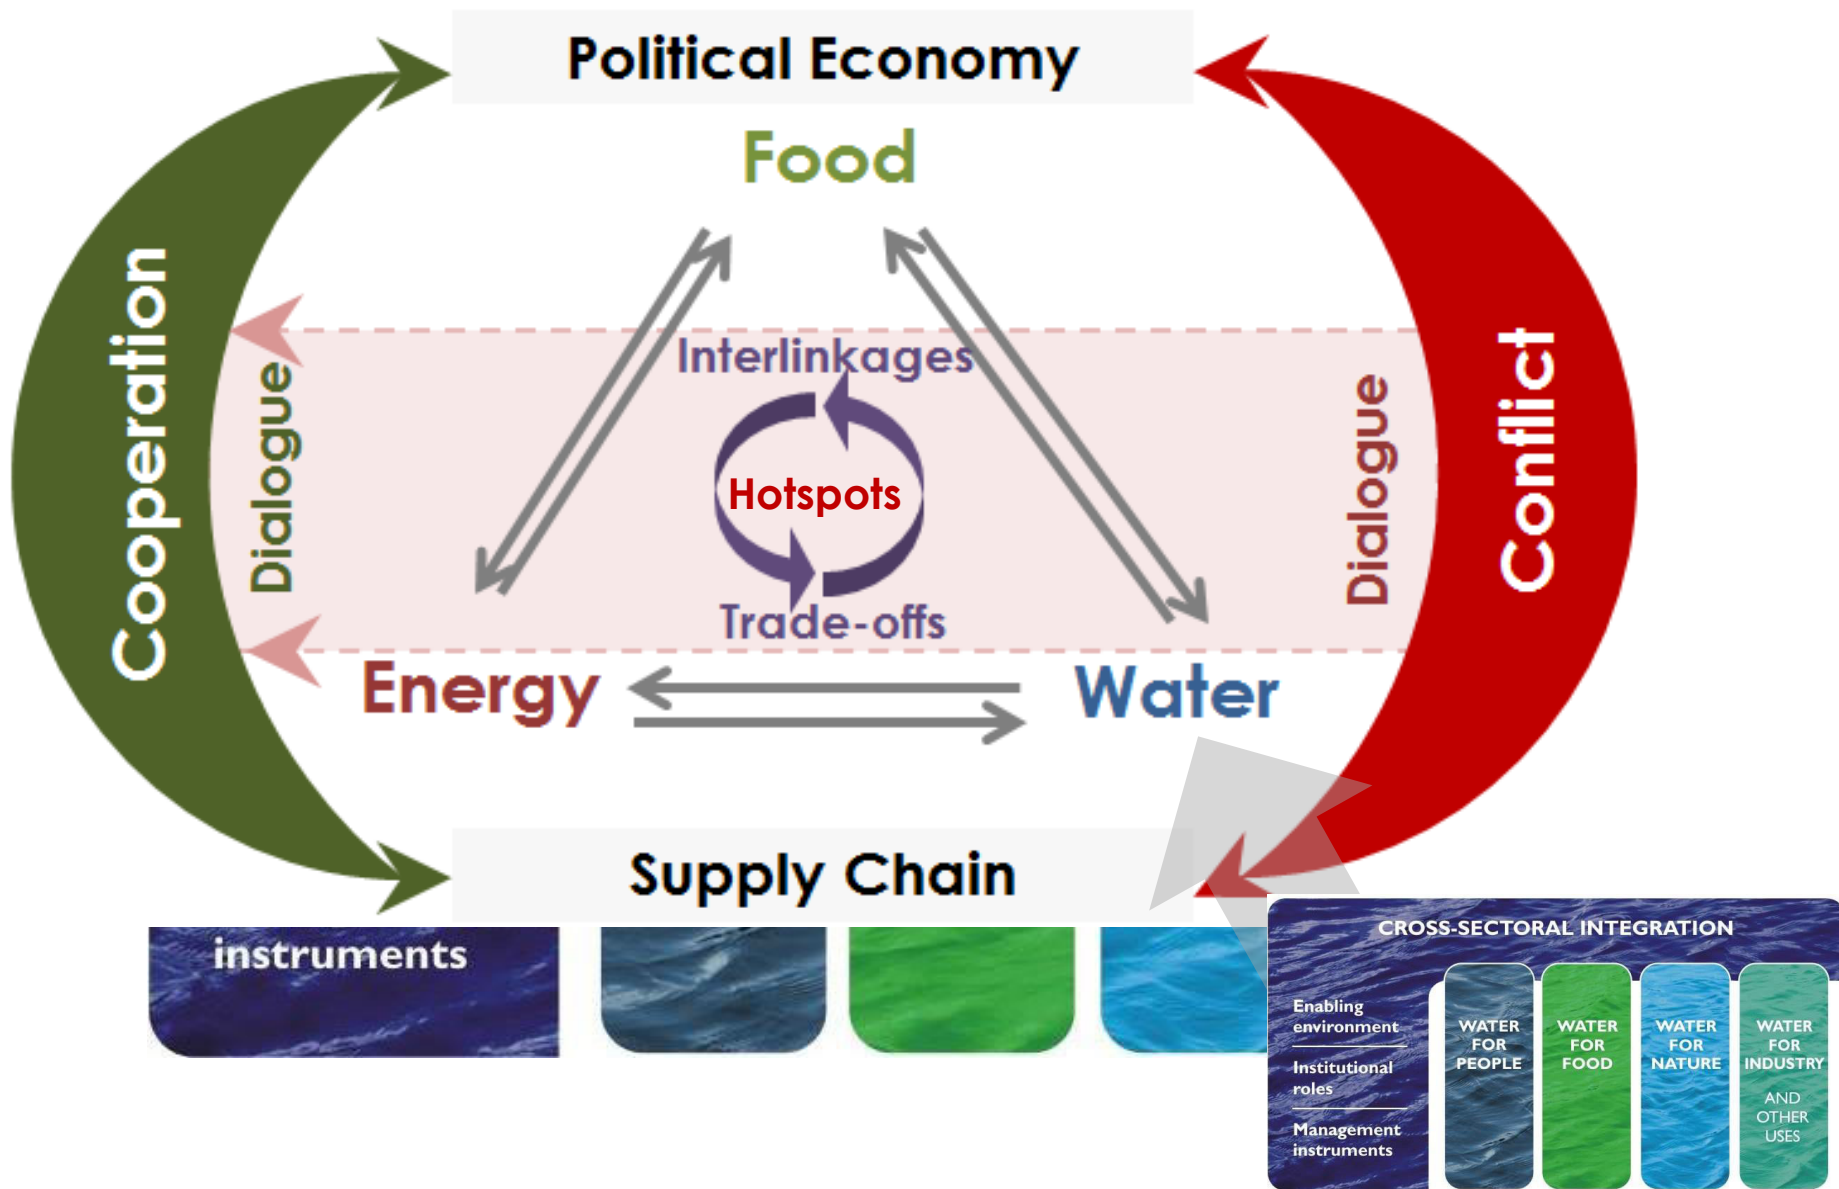 Political Economy
Food
Cooperation
Dialogue
Interlinkages
Hotspots
Trade-offs
Dialogue
Conflict
Energy
Water
Supply Chain
instruments
CROSS-SECTORAL INTEGRATION
Enabling
environment
Institutional
roles
Management
instruments
WATER
FOR
PEOPLE
WATER
FOR
FOOD
WATER
FOR
NATURE
WATER
FOR
INDUSTRY
AND
OTHER
USES